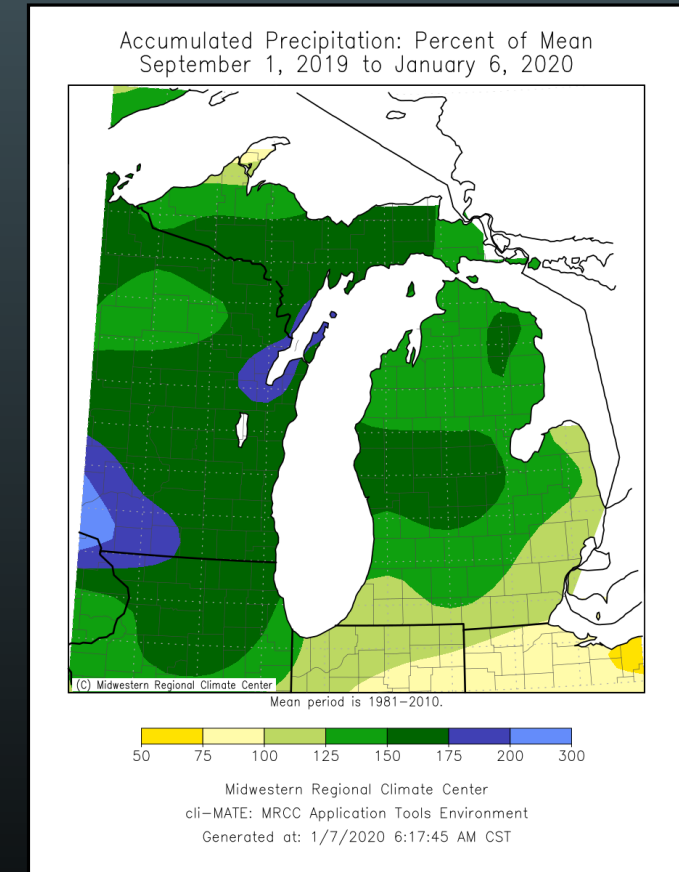 Accumulated Precipitation: Percent of Mean
September 1, 2019 to January 6, 2020
(C) Midwestern Regional Climate Center
Mean period is 1981-2010.
50 75 100 125 150 175 200 300
Midwestern Regional Climate Center
cli-MATE: MRCC Application Tools Environment
Generated at: 1/7/2020 6:17:45 AM CST